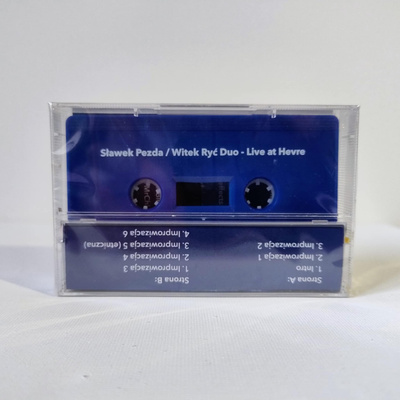 Sławek Pezda / Witek Ryć Duo - Live at Hevre
Strona A:
1. Intro
2. Improwizacja 1
3. Improwizacja 2
Strona B:
1. Improwizacja 3
2. Improwizacja 4
3. Improwizacja 5 (etniczna)
4. Improwizacja 6